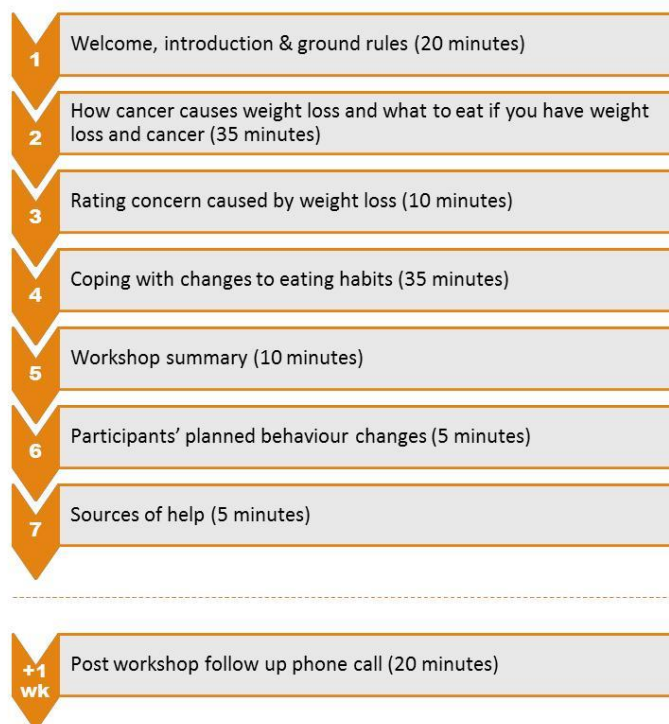 1
Welcome, introduction & ground rules (20 minutes)
2
How cancer causes weight loss and what to eat if you have weight
loss and cancer (35 minutes)
3
Rating concern caused by weight loss (10 minutes)
4
Coping with changes to eating habits (35 minutes)
5
Workshop summary (10 minutes)
6
Participants’ planned behaviour changes (5 minutes)
7
Sources of help (5 minutes)
+1
wk
Post workshop follow up phone call (20 minutes)